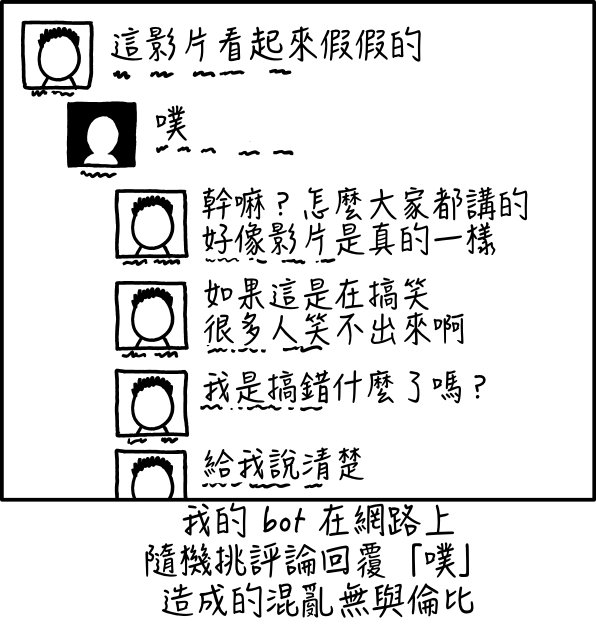 這影片看起來假假的
噗
幹嘛？怎麼大家都講的
好像影片是真的一樣
如果這是在搞笑
很多人笑不出來啊
我是搞錯什麼了嗎？
給我說清楚
我的 bot 在網路上
隨機挑評論回覆「噗」
造成的混亂無與倫比